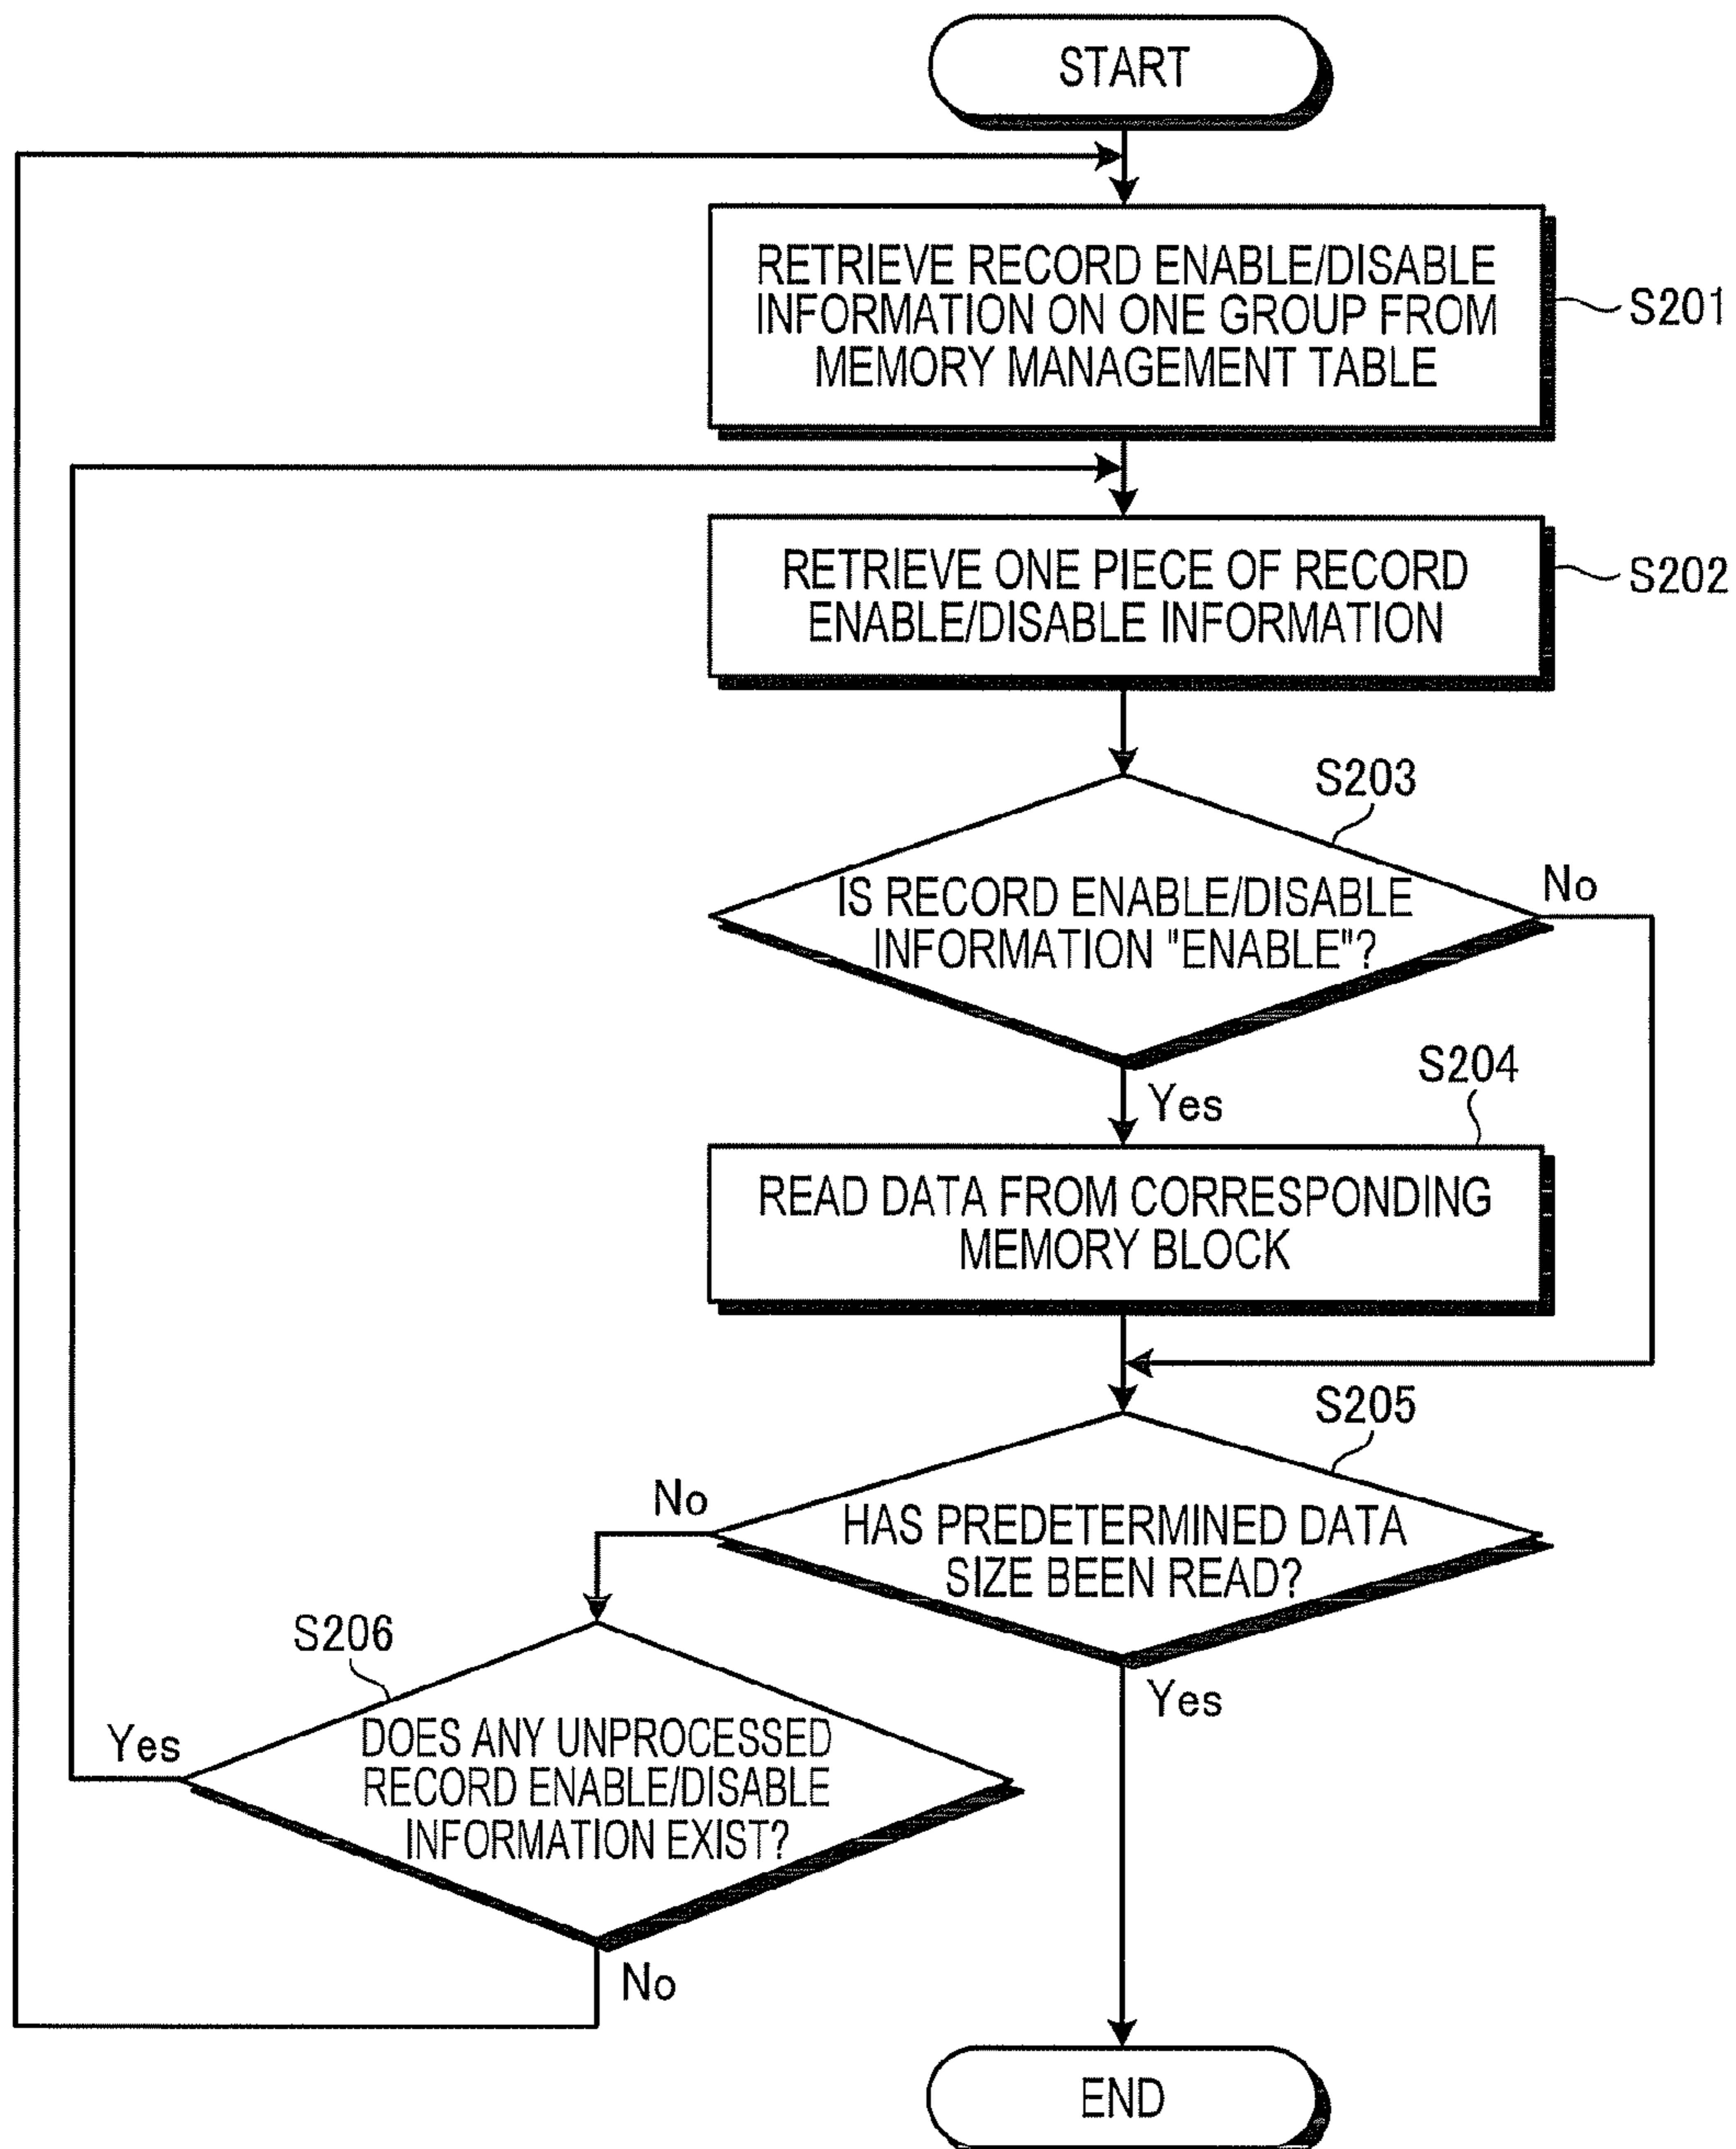 START
RETRIEVE RECORD ENABLE/DISABLE
INFORMATION ON ONE GROUP FROM
MEMORY MANAGEMENT TABLE
S201
RETRIEVE ONE PIECE OF RECORD
ENABLE/DISABLE INFORMATION
S202
S203
IS RECORD ENABLE/DISABLE
INFORMATION "ENABLE"?
No
Yes
S204
READ DATA FROM CORRESPONDING
MEMORY BLOCK
S205
HAS PREDETERMINED DATA
SIZE BEEN READ?
No
Yes
S206
DOES ANY UNPROCESSED
RECORD ENABLE/DISABLE
INFORMATION EXIST?
Yes
No
END